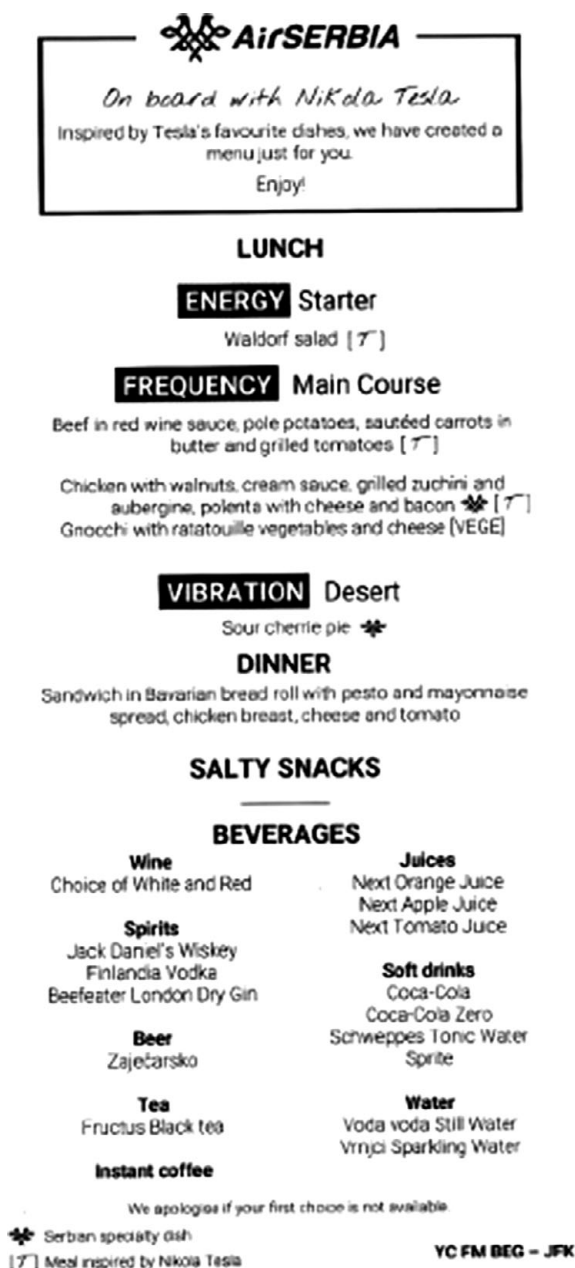 AirSERBIA
On board with Nikola Tesla
Inspired by Tesla's favourite dishes, we have created a
menu just for you.
Enjoy!
LUNCH
ENERGY Starter
Waldorf salad [T]
FREQUENCY Main Course
Beef in red wine sauce, pole potatoes, sautéed carrots in
butter and grilled tomatoes [T]
Chicken with walnuts, cream sauce, grilled zuchini and
aubergine, polenta with cheese and bacon [T]
Gnocchi with ratatouille vegetables and cheese [VEGE]
VIBRATION Desert
Sour cherrie pie
DINNER
Sandwich in Bavarian bread roll with pesto and mayonnaise
spread, chicken breast, cheese and tomato
SALTY SNACKS
BEVERAGES
Wine
Choice of White and Red
Spirits
Jack Daniel's Wiskey
Finlandia Vodka
Beefeater London Dry Gin
Beer
Zaječarsko
Tea
Fructus Black tea
Instant coffee
Juices
Next Orange Juice
Next Apple Juice
Next Tomato Juice
Soft drinks
Coca-Cola
Coca-Cola Zero
Schweppes Tonic Water
Sprite
Water
Voda voda Still Water
Vrnjci Sparkling Water
We apologies if your first choice is not available.
Serbian specialty dish
[T] Meal inspired by Nikola Tesla
YC FM BEG – JFK